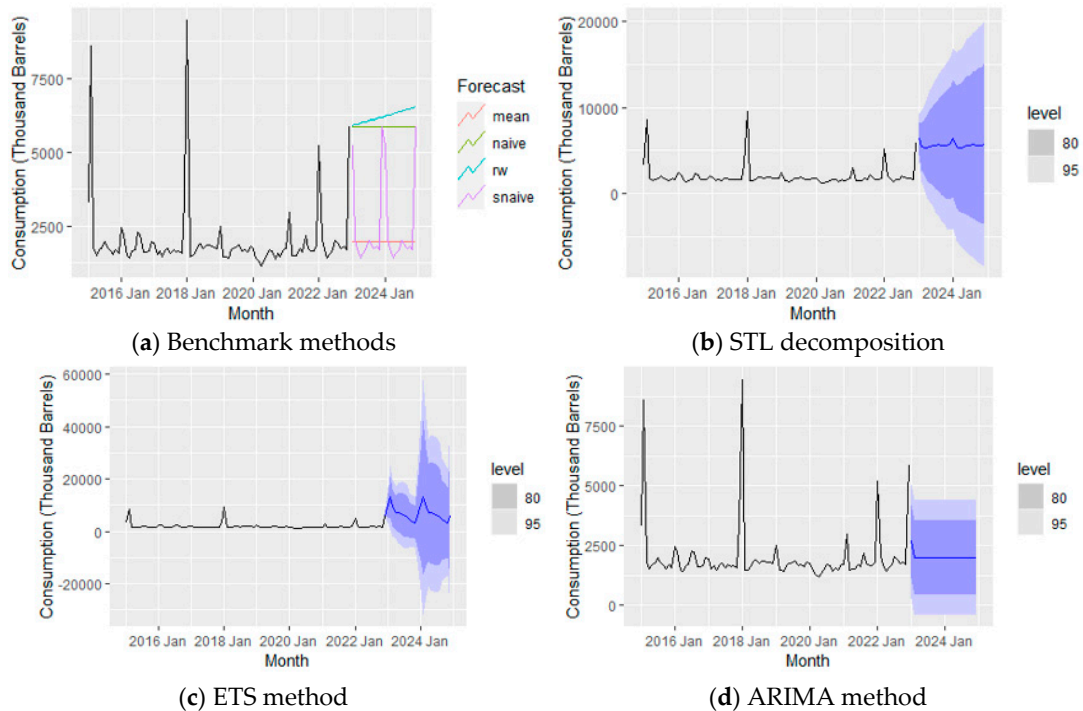 Consumption (Thousand Barrels)
7500
5000
2500
2016 Jan 2018 Jan 2020 Jan 2022 Jan 2024 Jan
Month
Forecast
mean
naive
rw
snaive
(a) Benchmark methods
Consumption (Thousand Barrels)
20000
10000
0
2016 Jan 2018 Jan 2020 Jan 2022 Jan 2024 Jan
Month
level
80
95
(b) STL decomposition
Consumption (Thousand Barrels)
60000
40000
20000
0
-20000
2016 Jan 2018 Jan 2020 Jan 2022 Jan 2024 Jan
Month
level
80
95
(c) ETS method
Consumption (Thousand Barrels)
7500
5000
2500
0
2016 Jan 2018 Jan 2020 Jan 2022 Jan 2024 Jan
Month
level
80
95
(d) ARIMA method